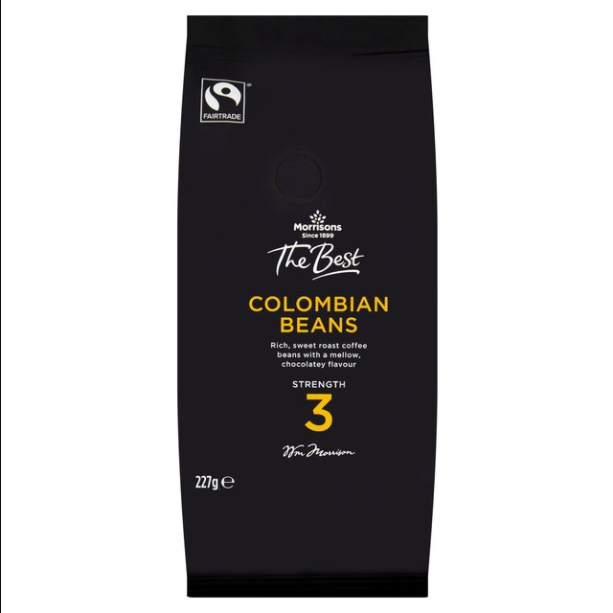 FAIRTRADE
Morrisons
Since 1899
The Best
COLOMBIAN
BEANS
Rich, sweet roast coffee
beans with a mellow,
chocolatey flavour
STRENGTH
3
Wm Morrison
227g ℮